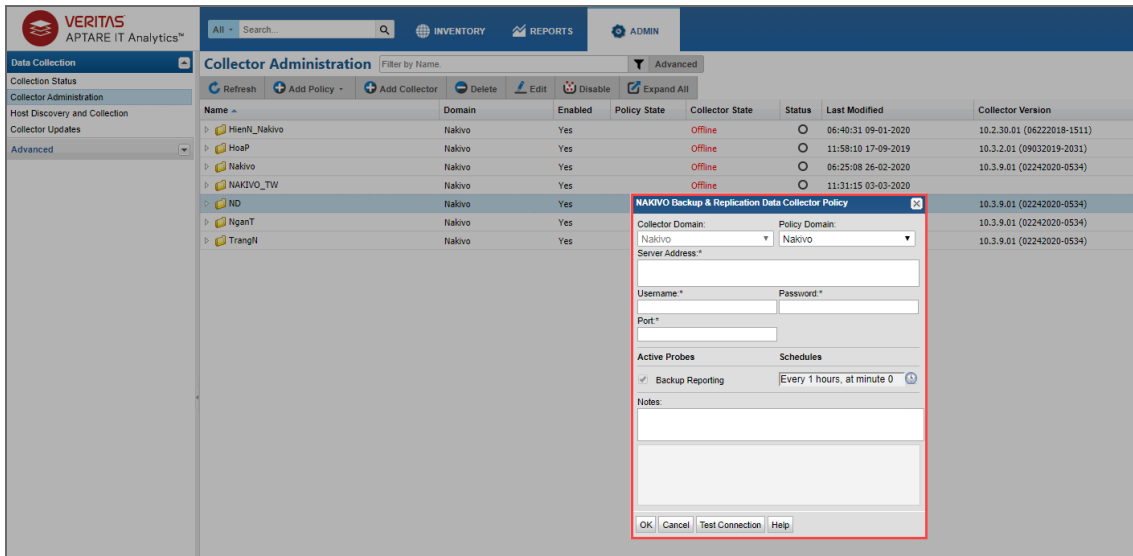 VERITAS
APTARE IT Analytics™
All Search...
INVENTORY
REPORTS
ADMIN
Data Collection
Collection Status
Collector Administration
Host Discovery and Collection
Collector Updates
Advanced
Collector Administration Filter by Name. Advanced
Refresh Add Policy Add Collector Delete Edit Disable Expand All
Name Domain Enabled Policy State Collector State Status Last Modified Collector Version
HienN_Nakivo Nakivo Yes Offline 06:40:31 09-01-2020 10.2.30.01 (06222018-1511)
HoaP Nakivo Yes Offline 11:58:10 17-09-2019 10.3.2.01 (09032019-2031)
Nakivo Nakivo Yes Offline 06:25:08 26-02-2020 10.3.9.01 (02242020-0534)
NAKIVO_TW Nakivo Yes Offline 11:31:15 03-03-2020
ND Nakivo Yes 10.3.9.01 (02242020-0534)
NganT Nakivo Yes 10.3.9.01 (02242020-0534)
TrangN Nakivo Yes 10.3.9.01 (02242020-0534)
NAKIVO Backup & Replication Data Collector Policy
Collector Domain: Policy Domain:
Nakivo Nakivo
Server Address:*
Username:* Password:*
Port:*
Active Probes Schedules
Backup Reporting Every 1 hours, at minute 0
Notes:
OK Cancel Test Connection Help